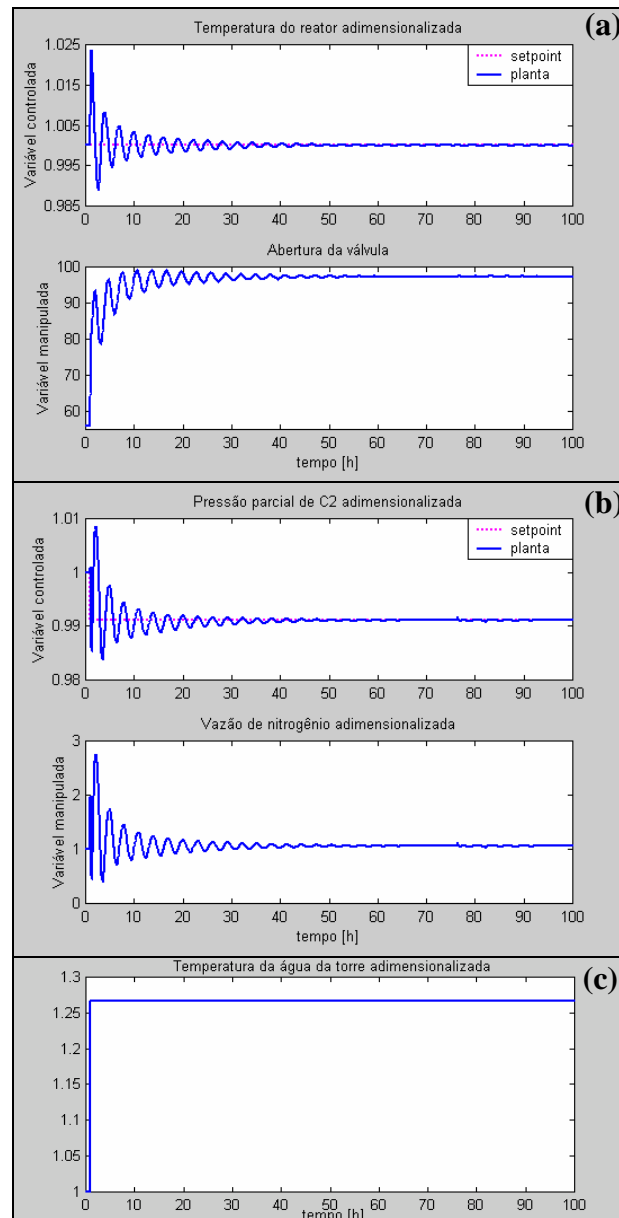 Temperatura do reator adimensionalizada
(a)
Variável controlada
1.025
1.015
1.005
0.995
0.985
setpoint
planta
0 10 20 30 40 50 60 70 80 90 100
Abertura da válvula
Variável manipulada
100
90
80
70
60
0 10 20 30 40 50 60 70 80 90 100
tempo [h]
Pressão parcial de C2 adimensionalizada
(b)
Variável controlada
1.01
1
0.99
0.98
setpoint
planta
0 10 20 30 40 50 60 70 80 90 100
Vazão de nitrogênio adimensionalizada
Variável manipulada
3
2
1
0
0 10 20 30 40 50 60 70 80 90 100
tempo [h]
Temperatura da água da torre adimensionalizada
(c)
1.3
1.25
1.2
1.15
1.1
1.05
1
0 10 20 30 40 50 60 70 80 90 100
tempo [h]